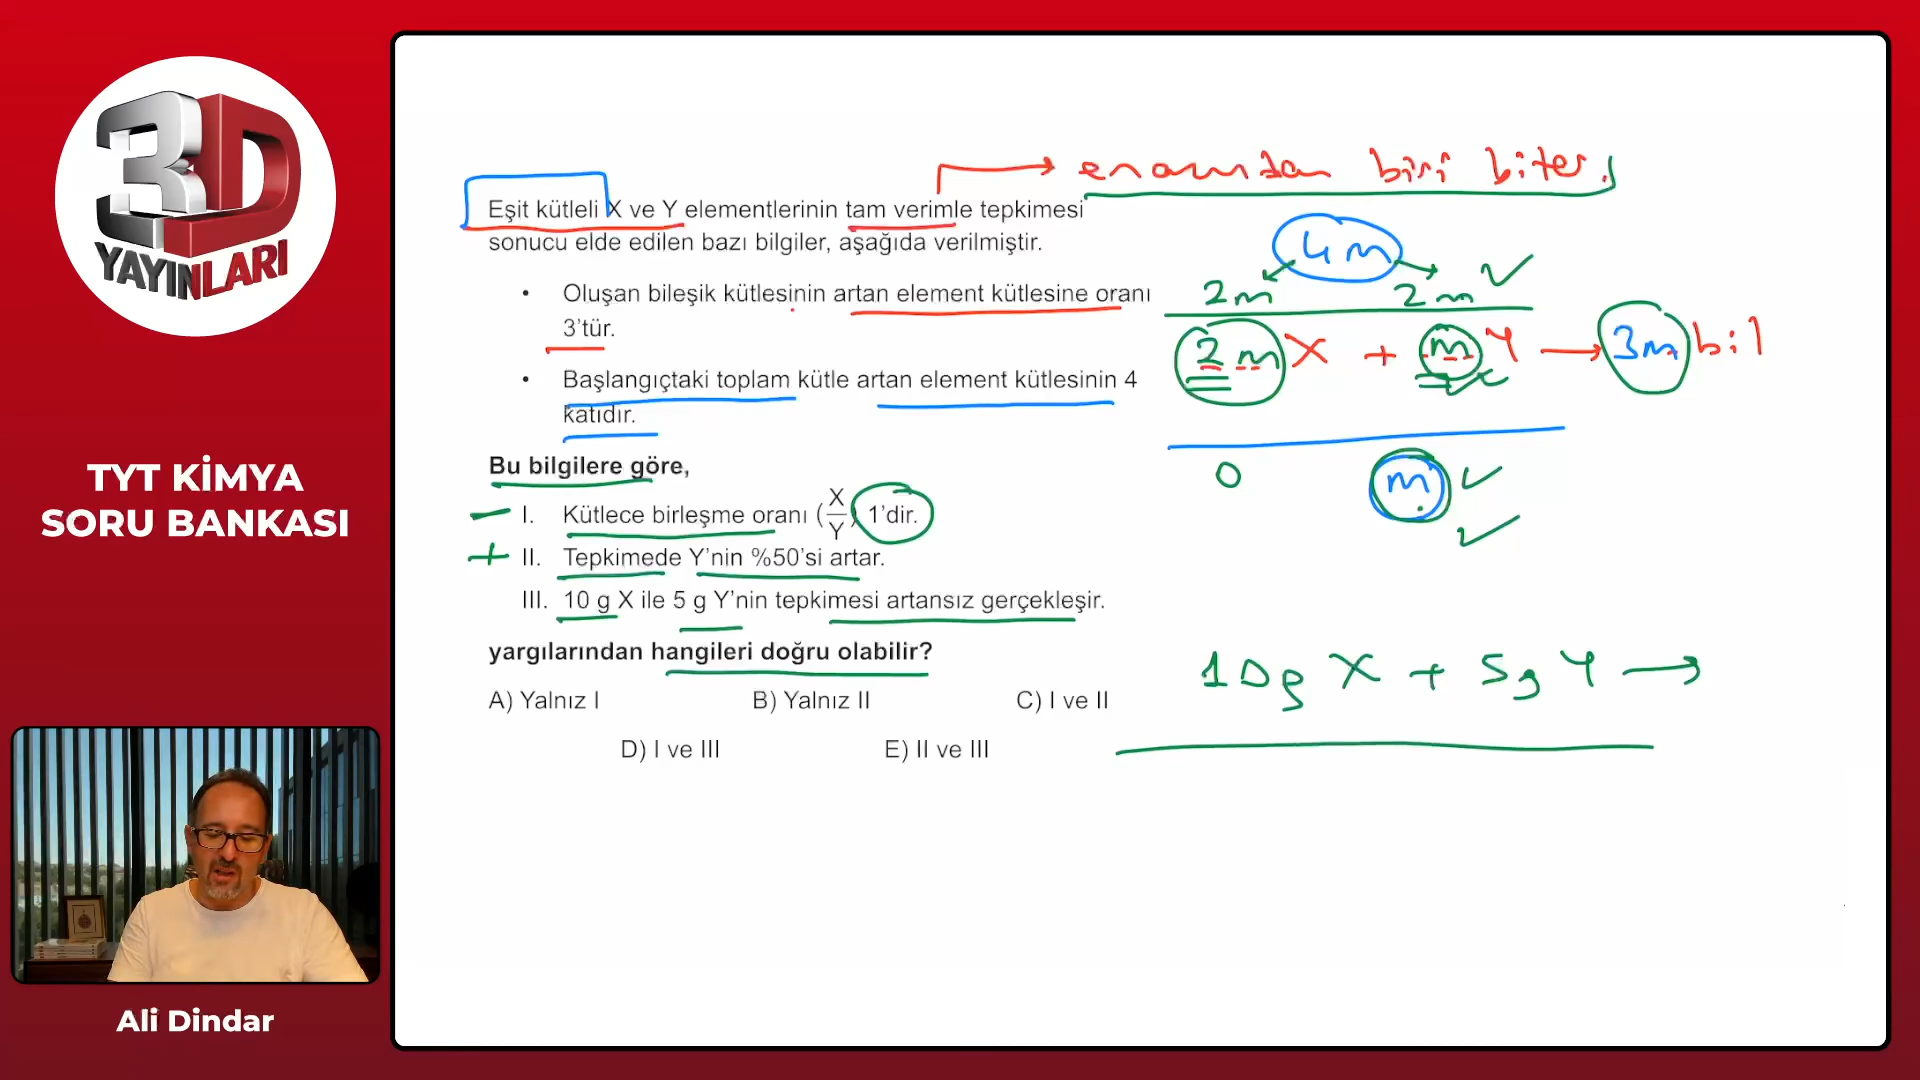 3D
YAYINLARI
TYT KİMYA
SORU BANKASI
Ali Dindar
biri biter.
Eşit kütleli X ve Y elementlerinin tam verimle tepkimesi
sonucu elde edilen bazı bilgiler, aşağıda verilmiştir.
• Oluşan bileşik kütlesinin artan element kütlesine oranı
3’tür.
• Başlangıçtaki toplam kütle artan element kütlesinin 4
katıdır.
Bu bilgilere göre,
I. Kütlece birleşme oranı (X/Y) 1’dir.
II. Tepkimede Y’nin %50’si artar.
III. 10 g X ile 5 g Y’nin tepkimesi artansız gerçekleşir.
yargılarından hangileri doğru olabilir?
A) Yalnız I B) Yalnız II C) I ve II
D) I ve III E) II ve III
4m
2m 2m ✓
2m X + m Y → 3m bil
0 m ✓
✓
10g X + 5g Y →